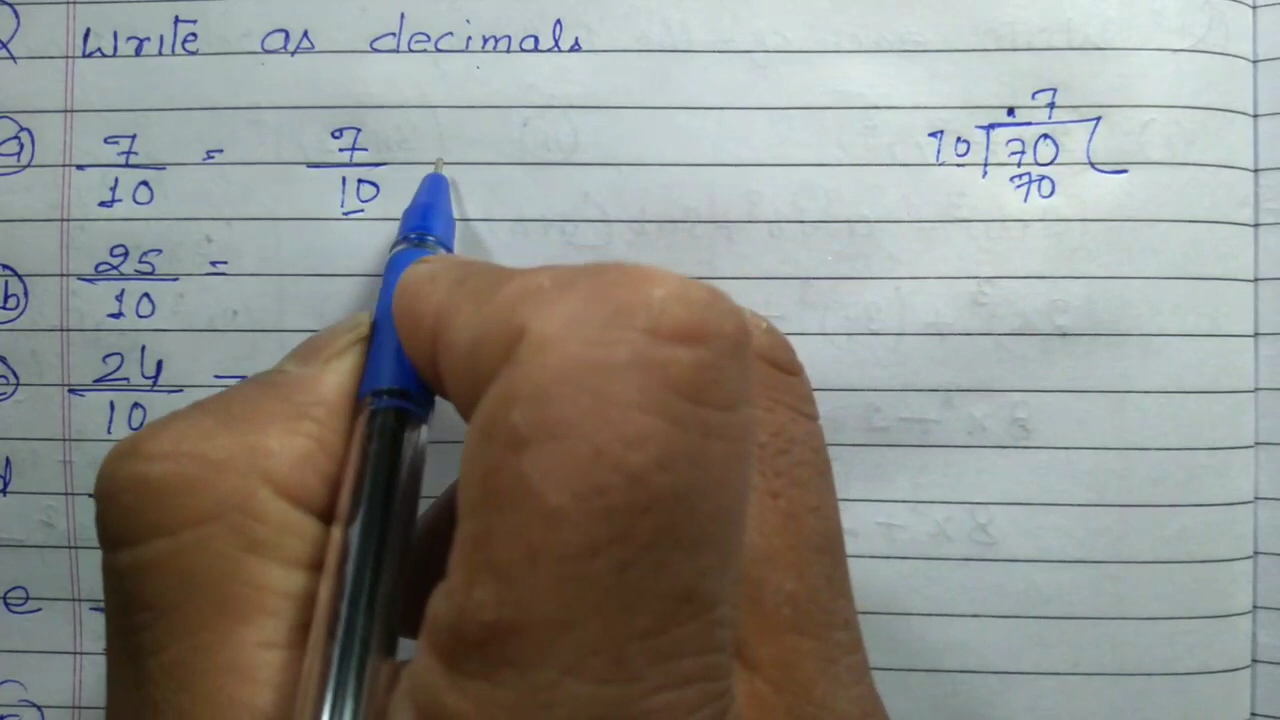 Q Write as decimals
a) 7/10 = 7/10
.7
10)70(
70
b) 25/10 =
c) 24/10 =
d
e